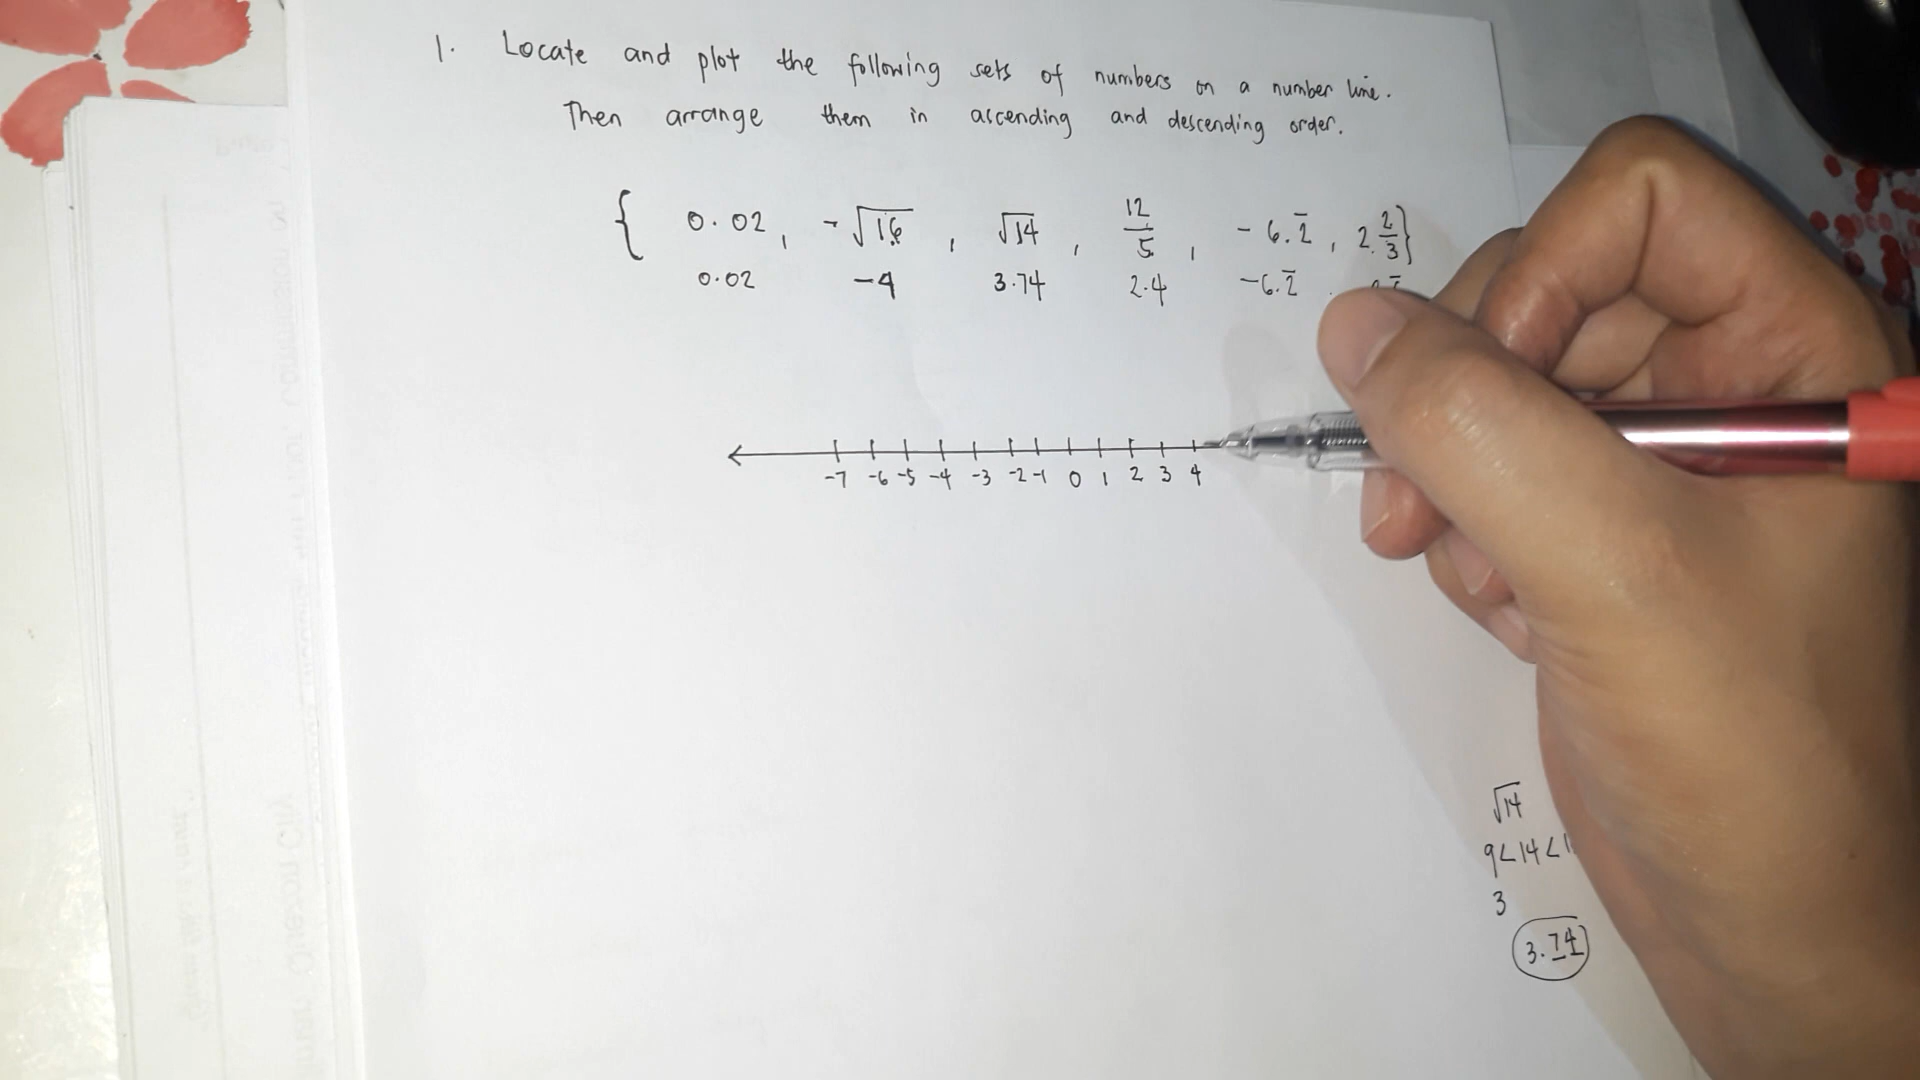 1. Locate and plot the following sets of numbers on a number line.
Then arrange them in ascending and descending order.
{ 0.02, -√16, √14, 12/5, -6.2̅, 2 2/3}
0.02 -4 3.74 2.4 -6.2̅
-7 -6 -5 -4 -3 -2 -1 0 1 2 3 4
√14
9<14<1
3
3.74